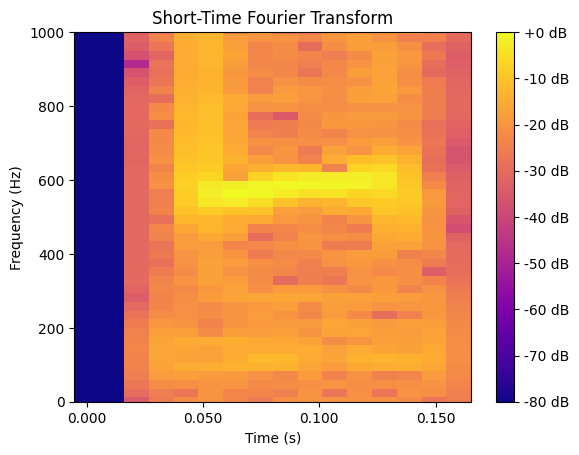 Short-Time Fourier Transform
1000
800
600
400
200
0
Frequency (Hz)
0.000
0.050
0.100
0.150
Time (s)
+0 dB
-10 dB
-20 dB
-30 dB
-40 dB
-50 dB
-60 dB
-70 dB
-80 dB